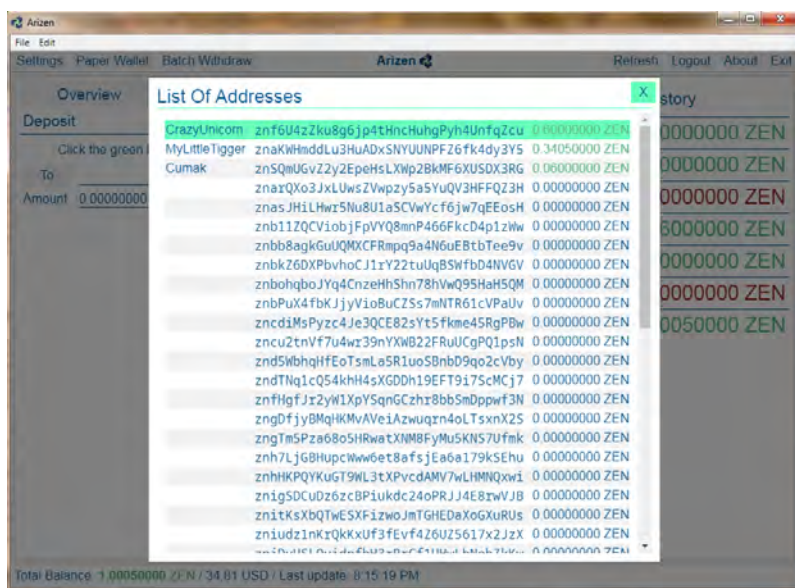 Arizen
File Edit
Settings Paper Wallet Batch Withdraw Arizen Refresh Logout About Exit
Overview
story
Deposit
Click the green
To
Amount 0.00000000
List Of Addresses X
CrazyUnicorn znf6U4zZku8g6jp4tHncHuhgPyh4UnfqZcu 0.60000000 ZEN
MyLittleTigger znaKWHmddLu3HuADxSNYUUNPFZ6fk4dy3Y5 0.34050000 ZEN
Cumak znSQmUGvZ2y2EpeHsLXWp2BkMF6XUSDX3RG 0.06000000 ZEN
znarQXo3JxLUwsZVwpzy5a5YuQV3HFFQZ3H 0.00000000 ZEN
znasJHiLHwr5Nu8U1aSCVwYcf6jw7qEEosH 0.00000000 ZEN
znb11ZQCViobjFpVYQ8mnP466FkcD4p1zWw 0.00000000 ZEN
znbb8agkGuUQMXCFRmpq9a4N6uEBtbTee9v 0.00000000 ZEN
znbkZ6DXPbvhoCJ1rY22tuUqBSWfbD4NVGV 0.00000000 ZEN
znbohqboJYq4CnzeHhShn78hVwQ95HaH5QM 0.00000000 ZEN
znbPuX4fbKJjyVioBuCZSs7mNTR61cVPaUv 0.00000000 ZEN
zncdiMsPyzc4Je3QCE82sYt5fkme45RgPBw 0.00000000 ZEN
zncu2tnVf7u4wr39nYXWB22FRuUCgPQ1psN 0.00000000 ZEN
znd5WbhqHfEoTsmLa5R1uoSBnbD9qo2cVby 0.00000000 ZEN
zndTNq1cQ54khH4sXGDDh19EFT9i7ScMCj7 0.00000000 ZEN
znfHgfJr2yW1XpYSqnGCzhr8bbSmDppwf3N 0.00000000 ZEN
zngDfjyBMqHKMvAVeiAzwuqrn4oLTsxnX2S 0.00000000 ZEN
zngTm5Pza68o5HRwatXNM8FyMu5KNS7Ufmk 0.00000000 ZEN
znh7LjGBHupcWww6et8afsjEa6a179kSEhu 0.00000000 ZEN
znhHKPQYKuGT9WL3tXPvcdAMV7wLHMNQxwi 0.00000000 ZEN
znigSDCuDz6zcBPiukdc24oPRJJ4E8rwVJB 0.00000000 ZEN
znitKsXbQTwESXFizwoJmTGHEDaXoGXuRUs 0.00000000 ZEN
zniudz1nKrQkKxUf3fEvf4Z6UZ5617x2JzX 0.00000000 ZEN
0.00000000 ZEN
0000000 ZEN
0000000 ZEN
0000000 ZEN
6000000 ZEN
0000000 ZEN
0000000 ZEN
0050000 ZEN
Total Balance: 1.00050000 ZEN / 34.81 USD / Last update: 8:15:19 PM